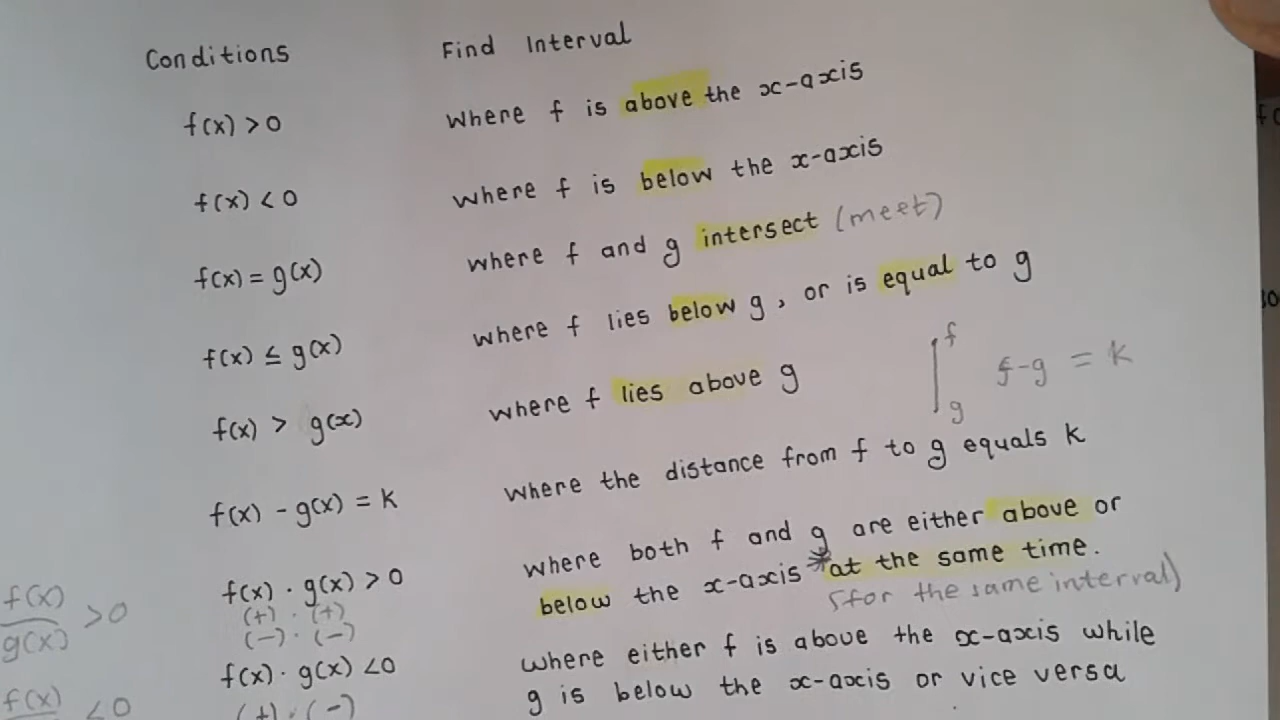 Conditions Find Interval
f(x) > 0 where f is above the x-axis
f(x) < 0 where f is below the x-axis
f(x) = g(x) where f and g intersect (meet)
f(x) ≤ g(x) where f lies below g, or is equal to g
f(x) > g(x) where f lies above g
f
g
f-g = k
f(x) - g(x) = k where the distance from f to g equals k
f(x) · g(x) > 0 where both f and g are either above or
(+) · (+) below the x-axis *at the same time.
(-) · (-) (for the same interval)
f(x)/g(x) > 0
f(x) · g(x) < 0 where either f is above the x-axis while
(+) · (-) g is below the x-axis or vice versa
f(x) < 0